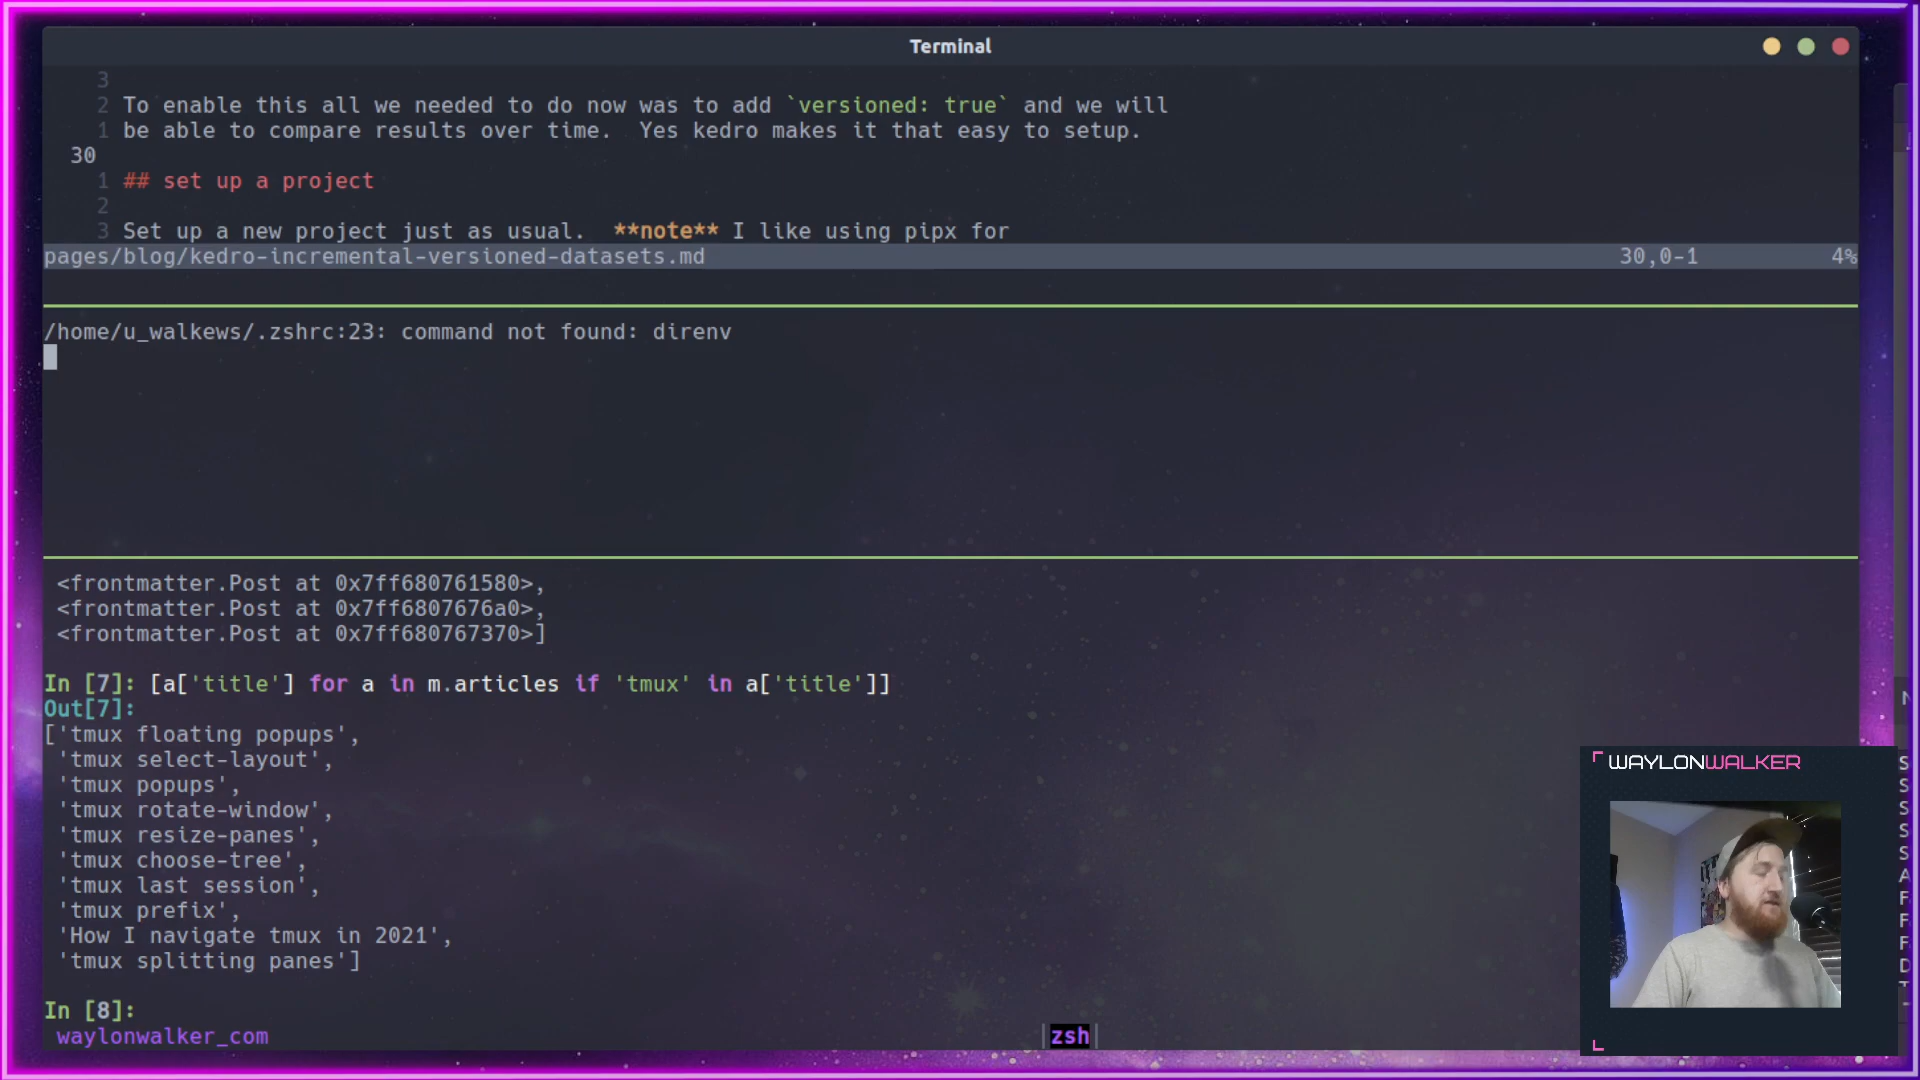 Terminal
3
2 To enable this all we needed to do now was to add `versioned: true` and we will
1 be able to compare results over time.  Yes kedro makes it that easy to setup.
30
1 ## set up a project
2
3 Set up a new project just as usual.  **note** I like using pipx for
pages/blog/kedro-incremental-versioned-datasets.md 30,0-1 4%
/home/u_walkews/.zshrc:23: command not found: direnv
<frontmatter.Post at 0x7ff680761580>,
<frontmatter.Post at 0x7ff6807676a0>,
<frontmatter.Post at 0x7ff680767370>]
In [7]: [a['title'] for a in m.articles if 'tmux' in a['title']]
Out[7]:
['tmux floating popups',
'tmux select-layout',
'tmux popups',
'tmux rotate-window',
'tmux resize-panes',
'tmux choose-tree',
'tmux last session',
'tmux prefix',
'How I navigate tmux in 2021',
'tmux splitting panes']
In [8]:
waylonwalker_com |zsh|
WAYLONWALKER